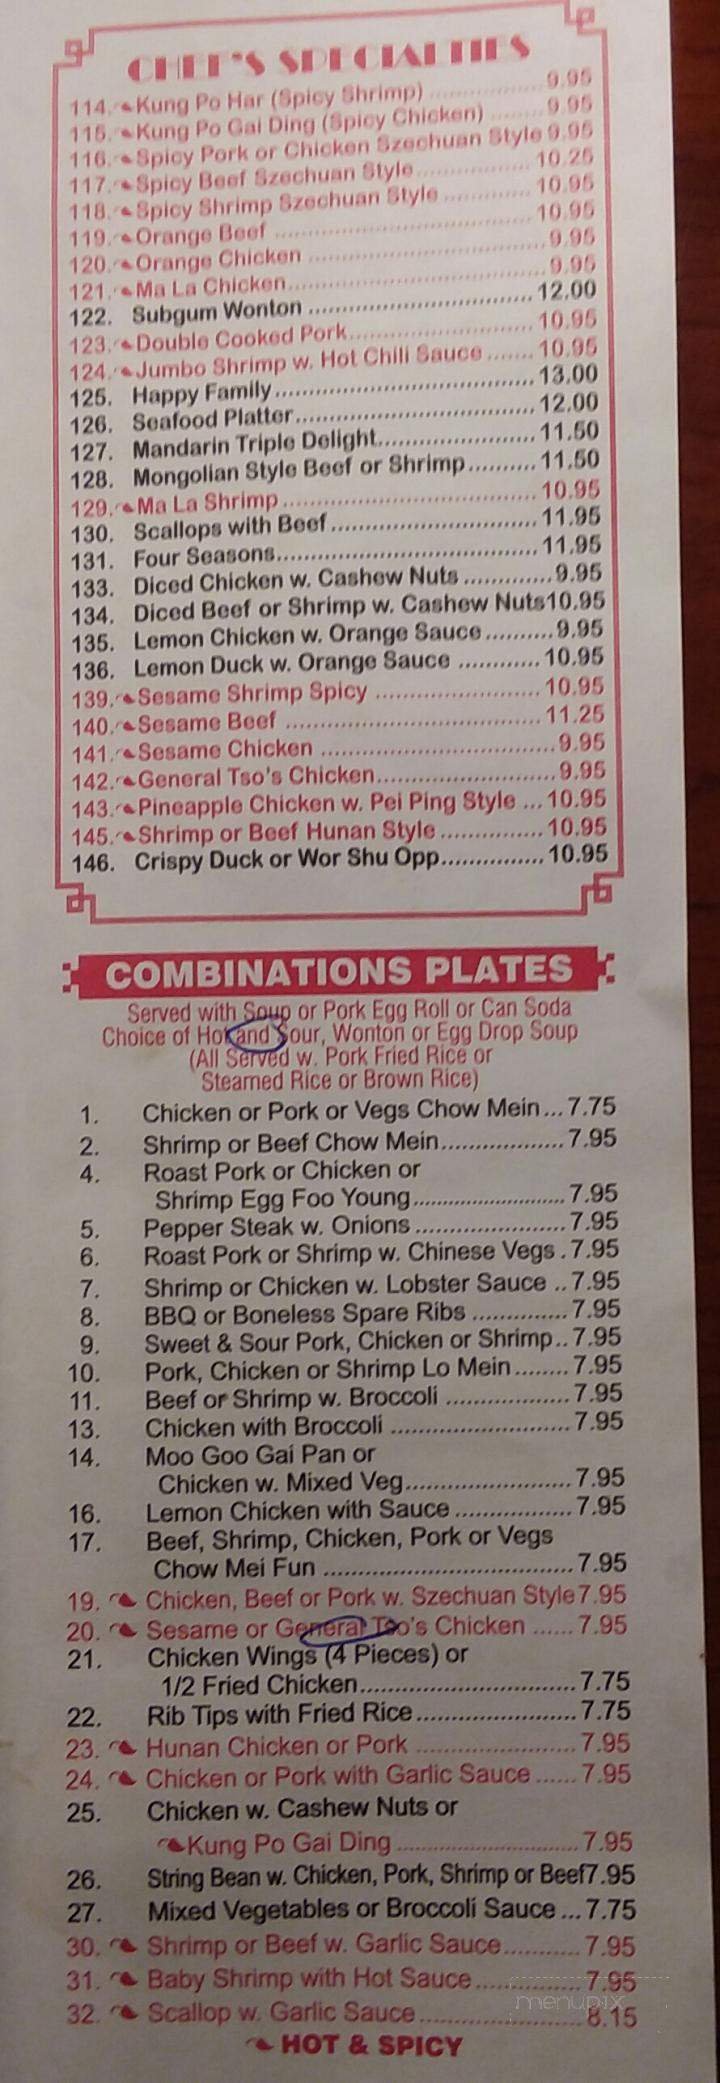 CHEF'S SPECIALTIES
114. Kung Po Har (Spicy Shrimp) ........ 9.95
115. Kung Po Gai Ding (Spicy Chicken) ........ 9.95
116. Spicy Pork or Chicken Szechuan Style 9.95
117. Spicy Beef Szechuan Style ........ 10.25
118. Spicy Shrimp Szechuan Style ........ 10.95
119. Orange Beef ........ 10.95
120. Orange Chicken ........ 9.95
121. Ma La Chicken ........ 9.95
122. Subgum Wonton ........ 12.00
123. Double Cooked Pork ........ 10.95
124. Jumbo Shrimp w. Hot Chili Sauce ....... 10.95
125. Happy Family ........ 13.00
126. Seafood Platter ........ 12.00
127. Mandarin Triple Delight ........ 11.50
128. Mongolian Style Beef or Shrimp .......... 11.50
129. Ma La Shrimp ........ 10.95
130. Scallops with Beef ........ 11.95
131. Four Seasons ........ 11.95
133. Diced Chicken w. Cashew Nuts ............. 9.95
134. Diced Beef or Shrimp w. Cashew Nuts10.95
135. Lemon Chicken w. Orange Sauce .......... 9.95
136. Lemon Duck w. Orange Sauce ............ 10.95
139. Sesame Shrimp Spicy ........ 10.95
140. Sesame Beef ........ 11.25
141. Sesame Chicken ........ 9.95
142. General Tso's Chicken ........ 9.95
143. Pineapple Chicken w. Pei Ping Style ... 10.95
145. Shrimp or Beef Hunan Style ............... 10.95
146. Crispy Duck or Wor Shu Opp ............... 10.95
COMBINATIONS PLATES
Served with Soup or Pork Egg Roll or Can Soda
Choice of Hot and Sour, Wonton or Egg Drop Soup
(All Served w. Pork Fried Rice or
Steamed Rice or Brown Rice)
1. Chicken or Pork or Vegs Chow Mein ... 7.75
2. Shrimp or Beef Chow Mein ........ 7.95
4. Roast Pork or Chicken or
Shrimp Egg Foo Young ........ 7.95
5. Pepper Steak w. Onions ........ 7.95
6. Roast Pork or Shrimp w. Chinese Vegs . 7.95
7. Shrimp or Chicken w. Lobster Sauce .. 7.95
8. BBQ or Boneless Spare Ribs ........ 7.95
9. Sweet & Sour Pork, Chicken or Shrimp .. 7.95
10. Pork, Chicken or Shrimp Lo Mein ........ 7.95
11. Beef or Shrimp w. Broccoli ........ 7.95
13. Chicken with Broccoli ........ 7.95
14. Moo Goo Gai Pan or
Chicken w. Mixed Veg ........ 7.95
16. Lemon Chicken with Sauce ........ 7.95
17. Beef, Shrimp, Chicken, Pork or Vegs
Chow Mei Fun ........ 7.95
19. Chicken, Beef or Pork w. Szechuan Style7.95
20. Sesame or General Tso's Chicken ...... 7.95
21. Chicken Wings (4 Pieces) or
1/2 Fried Chicken ........ 7.75
22. Rib Tips with Fried Rice ........ 7.75
23. Hunan Chicken or Pork ........ 7.95
24. Chicken or Pork with Garlic Sauce ...... 7.95
25. Chicken w. Cashew Nuts or
Kung Po Gai Ding ........ 7.95
26. String Bean w. Chicken, Pork, Shrimp or Beef7.95
27. Mixed Vegetables or Broccoli Sauce ... 7.75
30. Shrimp or Beef w. Garlic Sauce ........... 7.95
31. Baby Shrimp with Hot Sauce ........ 7.95
32. Scallop w. Garlic Sauce ........ 8.15
menupix
HOT & SPICY